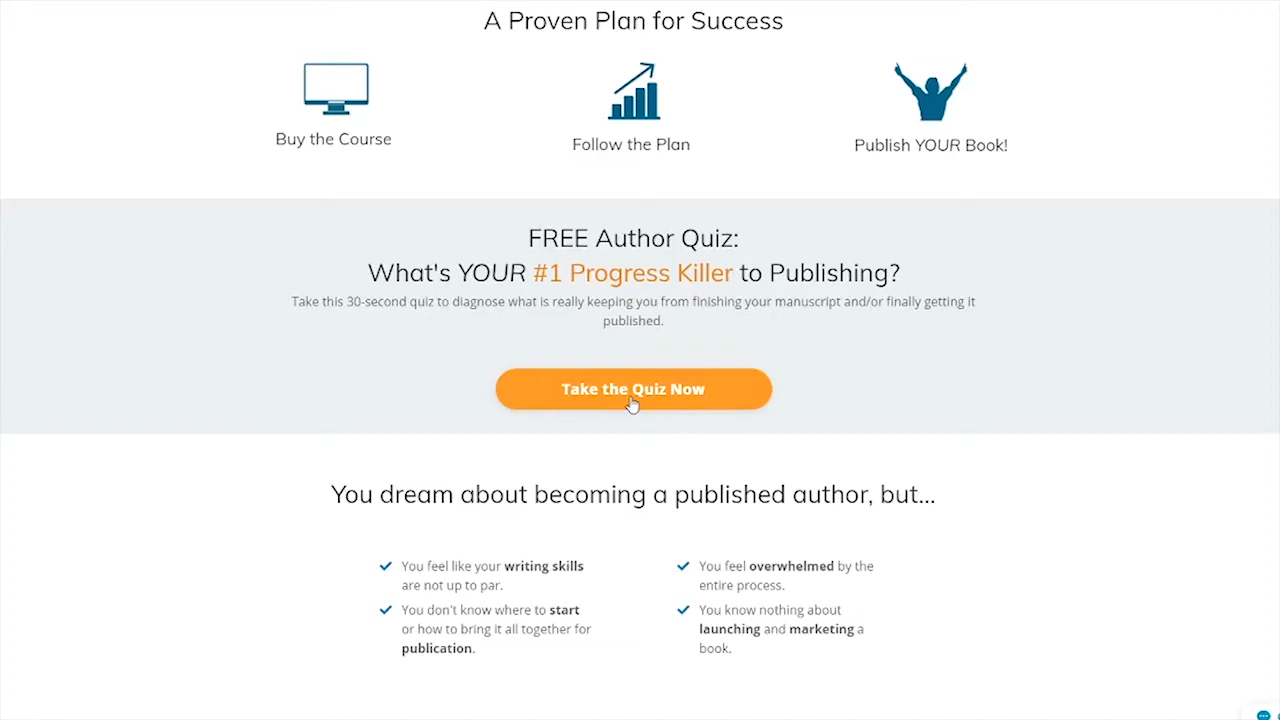 A Proven Plan for Success
Buy the Course
Follow the Plan
Publish YOUR Book!
FREE Author Quiz:
What's YOUR #1 Progress Killer to Publishing?
Take this 30-second quiz to diagnose what is really keeping you from finishing your manuscript and/or finally getting it
published.
Take the Quiz Now
You dream about becoming a published author, but...
You feel like your writing skills
are not up to par.
You don't know where to start
or how to bring it all together for
publication.
You feel overwhelmed by the
entire process.
You know nothing about
launching and marketing a
book.